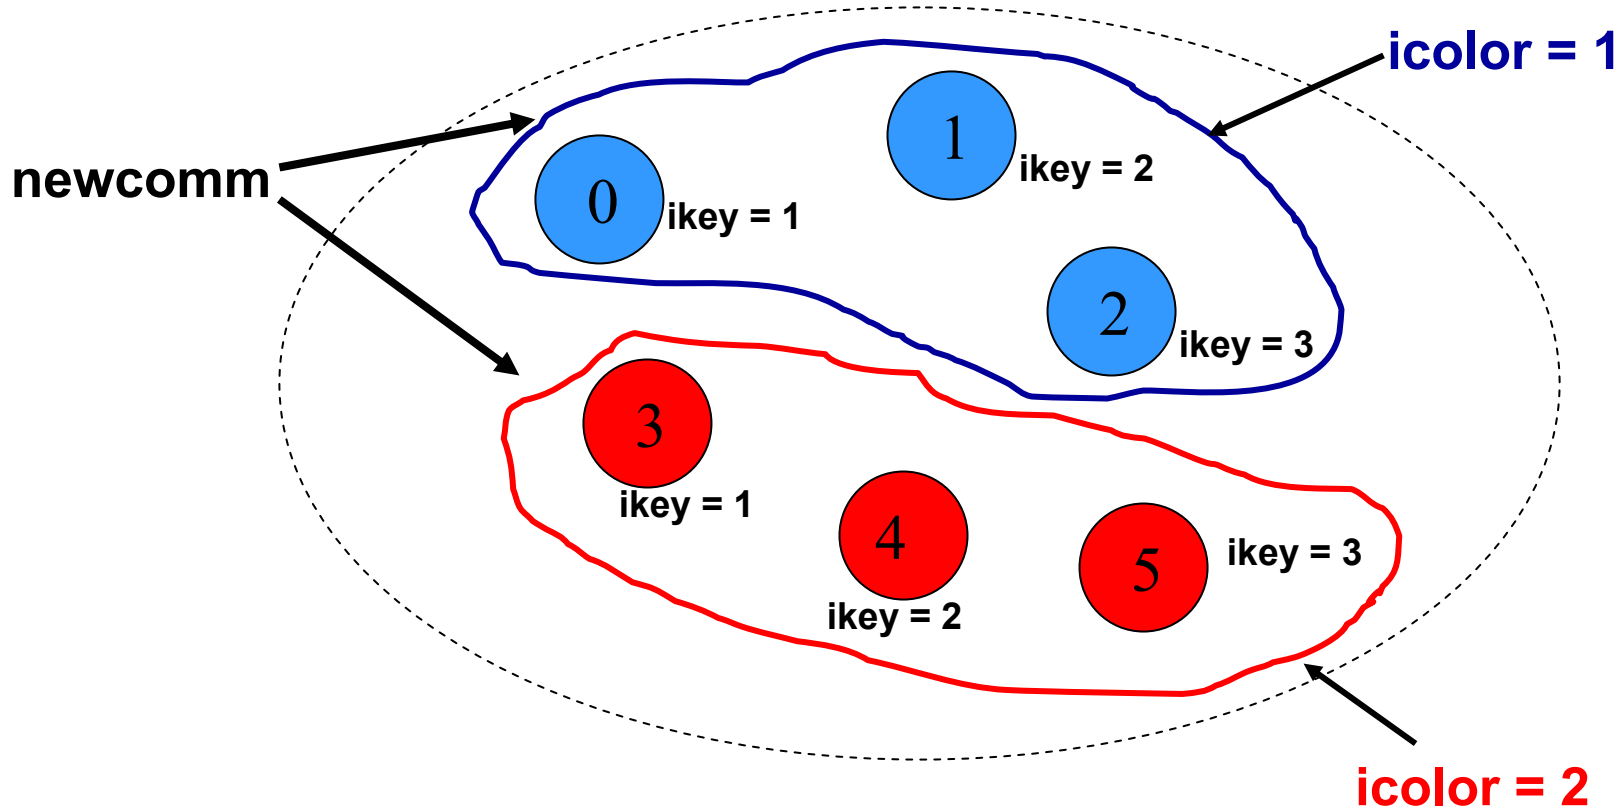 icolor = 1
1
ikey = 2
newcomm
0
ikey = 1
2
ikey = 3
3
ikey = 1
4
ikey = 2
5
ikey = 3
icolor = 2